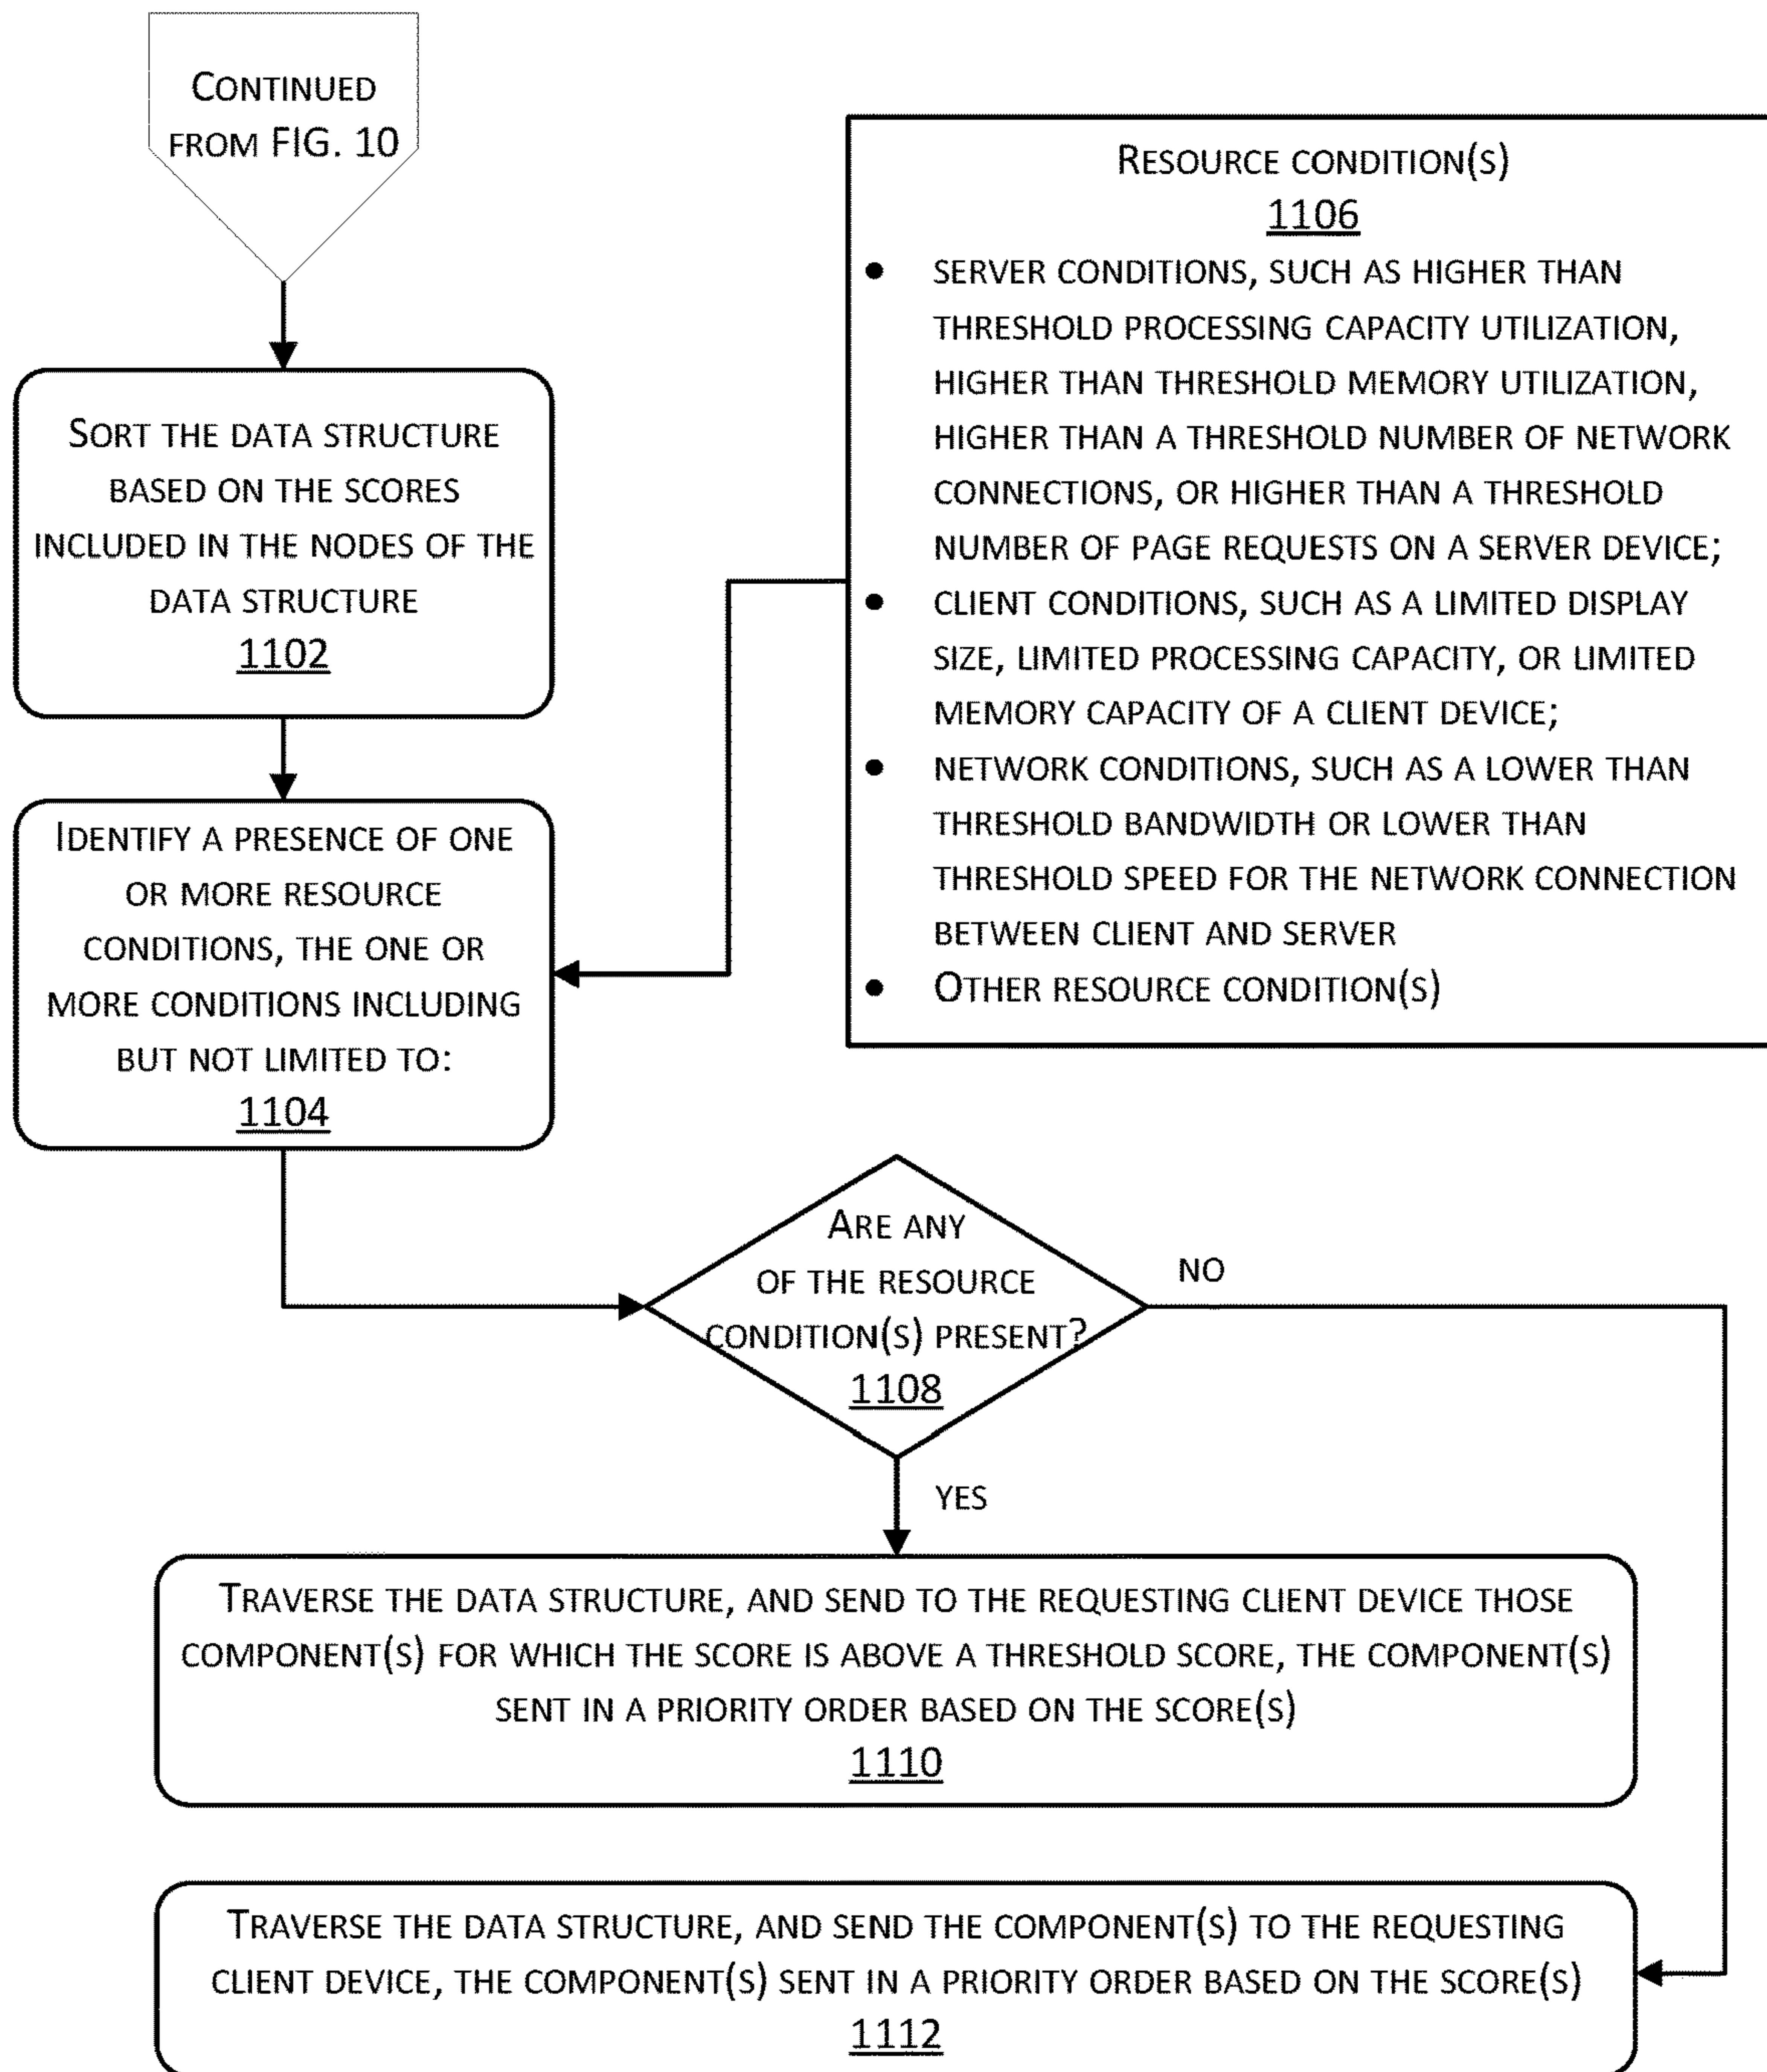 CONTINUED
FROM FIG. 10
SORT THE DATA STRUCTURE
BASED ON THE SCORES
INCLUDED IN THE NODES OF THE
DATA STRUCTURE
1102
IDENTIFY A PRESENCE OF ONE
OR MORE RESOURCE
CONDITIONS, THE ONE OR
MORE CONDITIONS INCLUDING
BUT NOT LIMITED TO:
1104
RESOURCE CONDITION(S)
1106
● SERVER CONDITIONS, SUCH AS HIGHER THAN
THRESHOLD PROCESSING CAPACITY UTILIZATION,
HIGHER THAN THRESHOLD MEMORY UTILIZATION,
HIGHER THAN A THRESHOLD NUMBER OF NETWORK
CONNECTIONS, OR HIGHER THAN A THRESHOLD
NUMBER OF PAGE REQUESTS ON A SERVER DEVICE;
● CLIENT CONDITIONS, SUCH AS A LIMITED DISPLAY
SIZE, LIMITED PROCESSING CAPACITY, OR LIMITED
MEMORY CAPACITY OF A CLIENT DEVICE;
● NETWORK CONDITIONS, SUCH AS A LOWER THAN
THRESHOLD BANDWIDTH OR LOWER THAN
THRESHOLD SPEED FOR THE NETWORK CONNECTION
BETWEEN CLIENT AND SERVER
● OTHER RESOURCE CONDITION(S)
ARE ANY
OF THE RESOURCE
CONDITION(S) PRESENT?
1108
NO
YES
TRAVERSE THE DATA STRUCTURE, AND SEND TO THE REQUESTING CLIENT DEVICE THOSE
COMPONENT(S) FOR WHICH THE SCORE IS ABOVE A THRESHOLD SCORE, THE COMPONENT(S)
SENT IN A PRIORITY ORDER BASED ON THE SCORE(S)
1110
TRAVERSE THE DATA STRUCTURE, AND SEND THE COMPONENT(S) TO THE REQUESTING
CLIENT DEVICE, THE COMPONENT(S) SENT IN A PRIORITY ORDER BASED ON THE SCORE(S)
1112